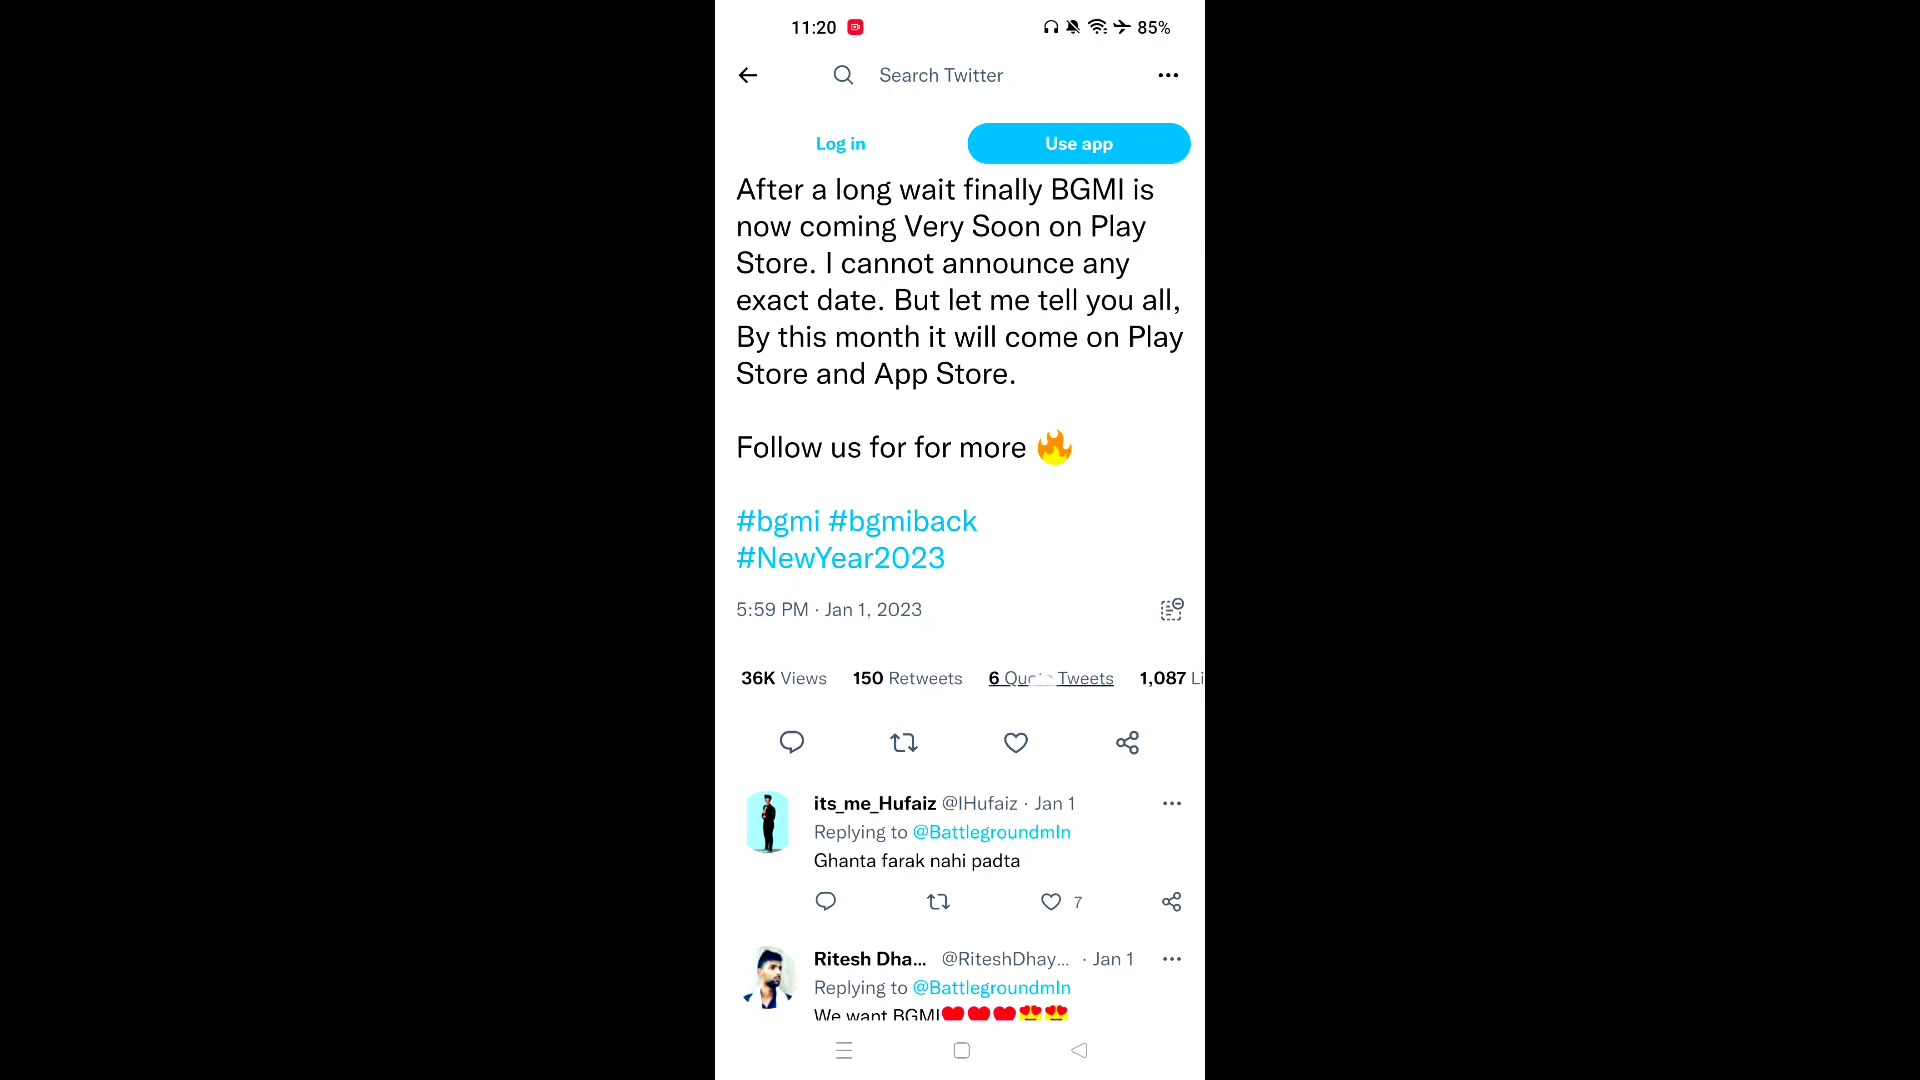 11:20 85%
Search Twitter
Log in Use app
After a long wait finally BGMI is
now coming Very Soon on Play
Store. I cannot announce any
exact date. But let me tell you all,
By this month it will come on Play
Store and App Store.
Follow us for for more 🔥
#bgmi #bgmiback
#NewYear2023
5:59 PM · Jan 1, 2023
36K Views 150 Retweets 6 Quote Tweets 1,087 Li
its_me_Hufaiz @IHufaiz · Jan 1
Replying to @BattlegroundmIn
Ghanta farak nahi padta
7
Ritesh Dha... @RiteshDhay... · Jan 1
Replying to @BattlegroundmIn
We want BGMI❤❤❤😍😍